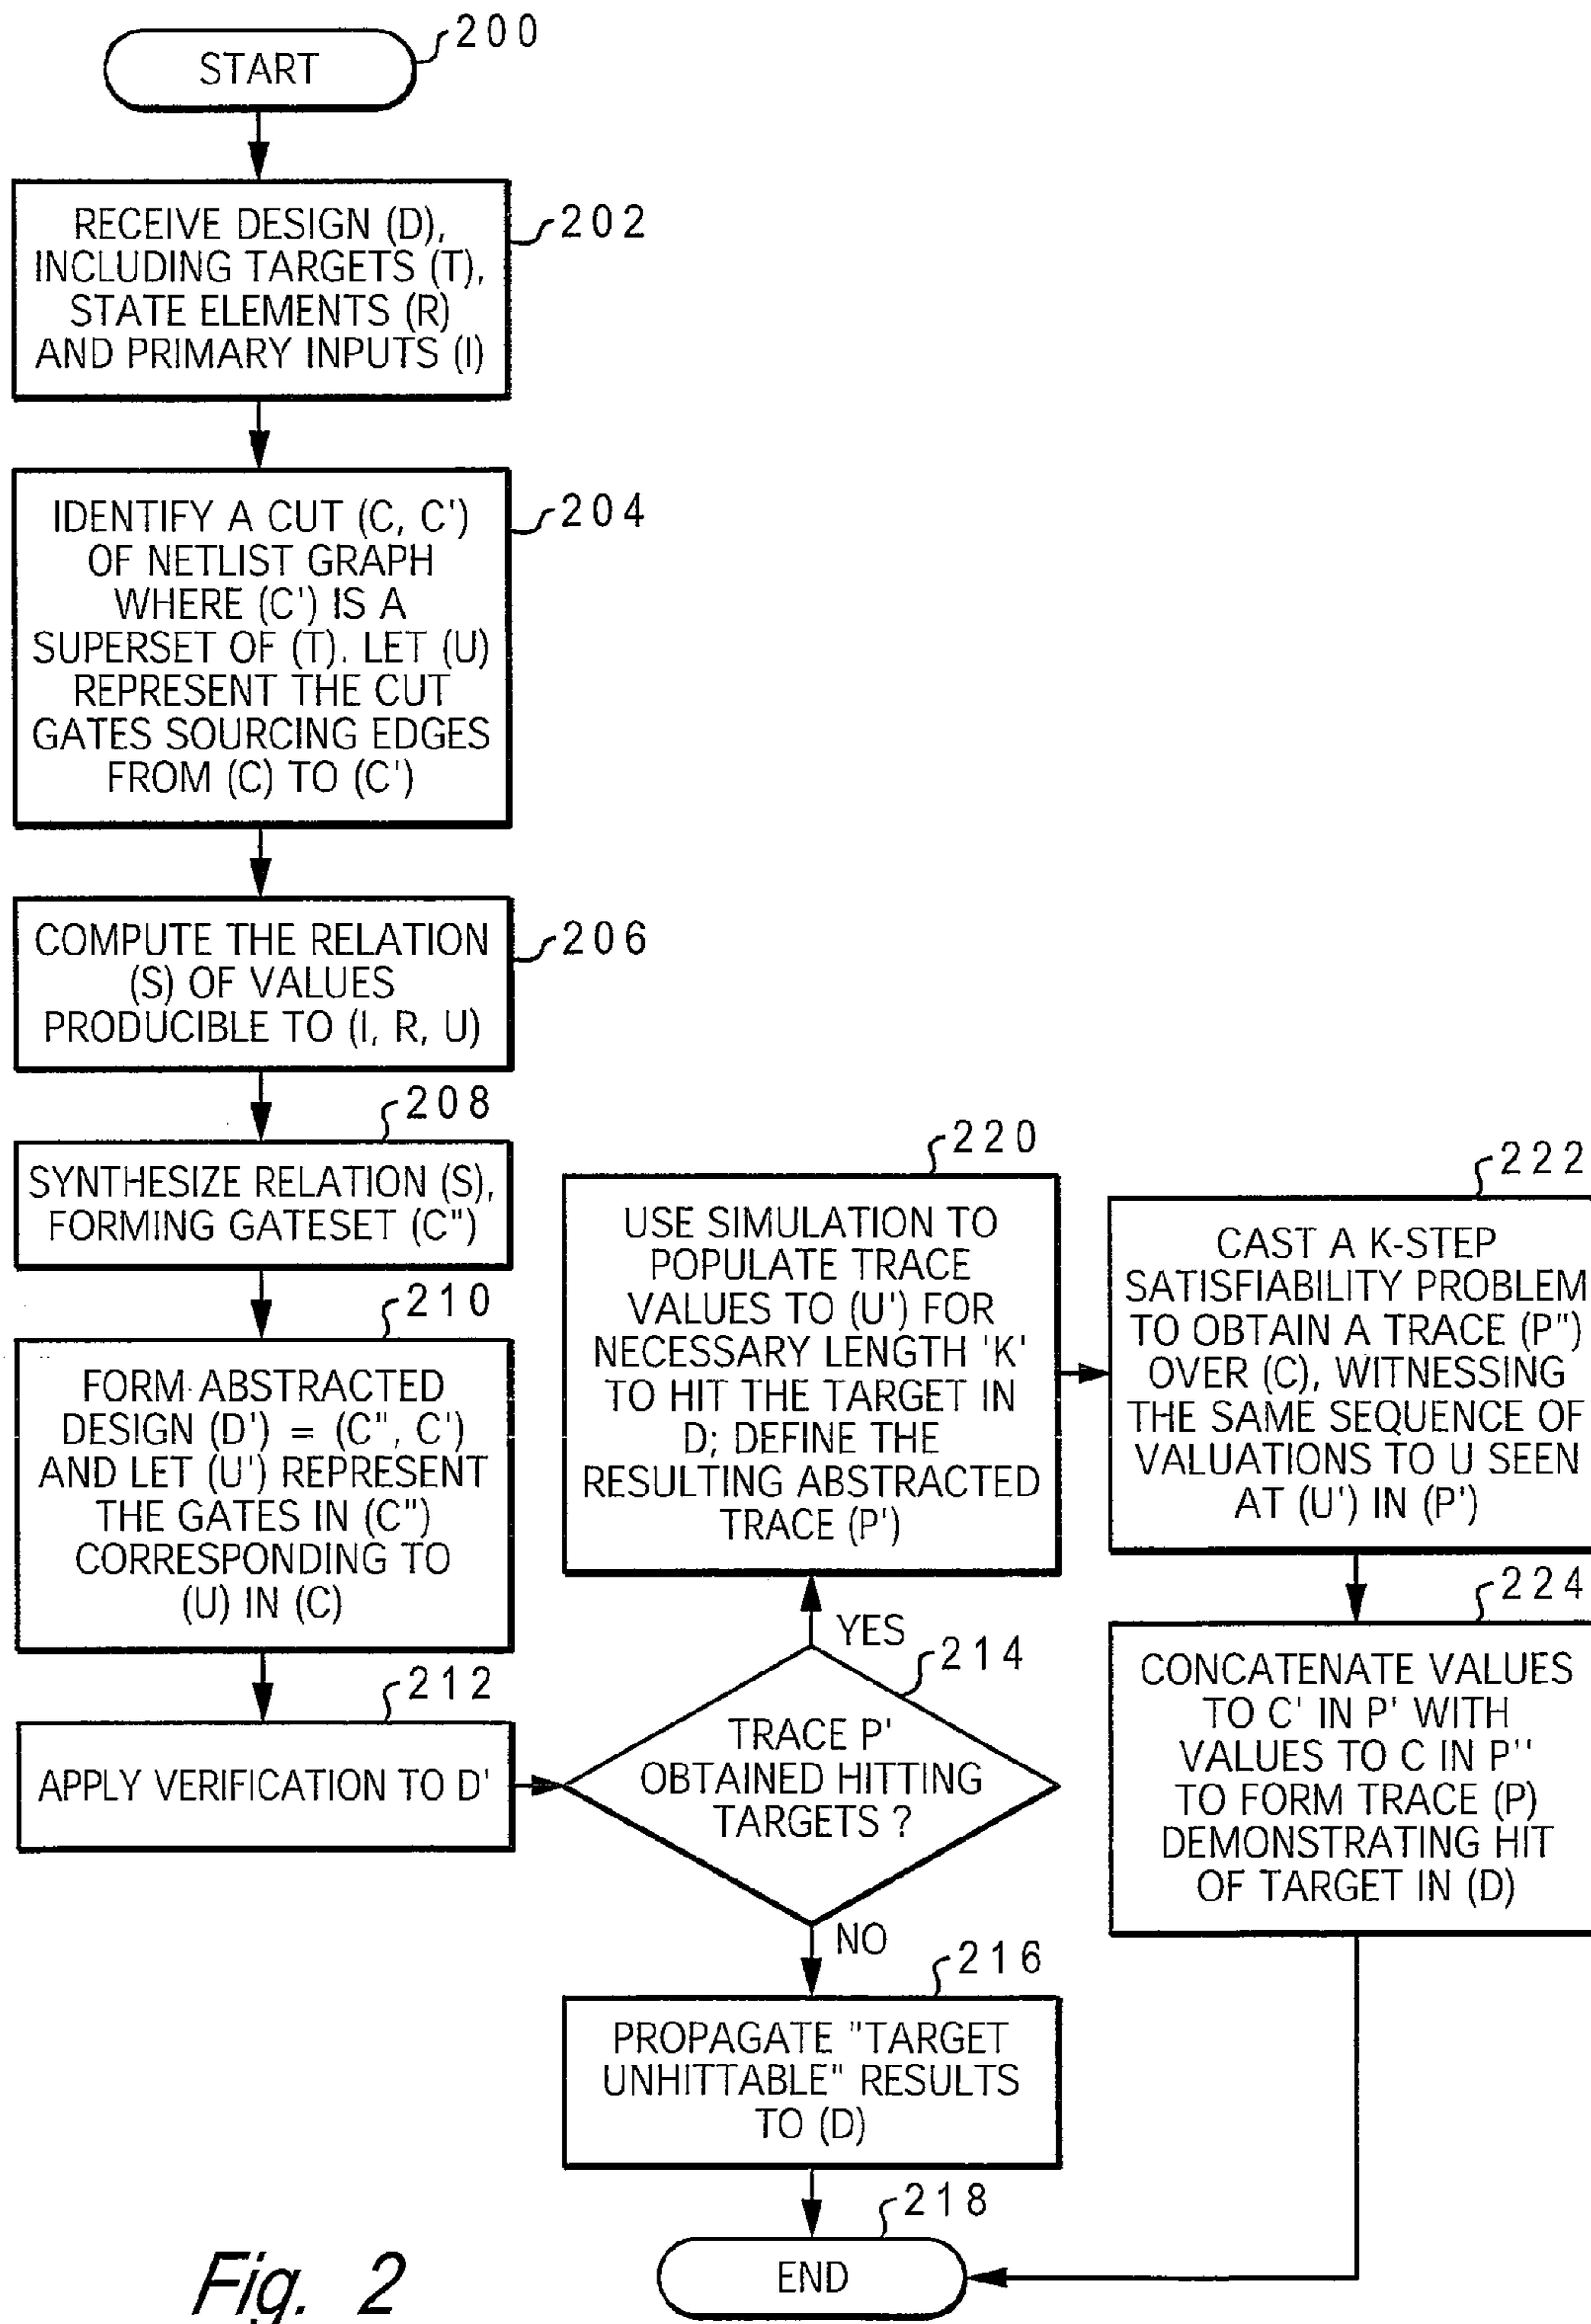 START
200
RECEIVE DESIGN (D),
INCLUDING TARGETS (T),
STATE ELEMENTS (R)
AND PRIMARY INPUTS (I)
202
IDENTIFY A CUT (C, C')
OF NETLIST GRAPH
WHERE (C') IS A
SUPERSET OF (T). LET (U)
REPRESENT THE CUT
GATES SOURCING EDGES
FROM (C) TO (C')
204
COMPUTE THE RELATION
(S) OF VALUES
PRODUCIBLE TO (I, R, U)
206
208
SYNTHESIZE RELATION (S),
FORMING GATESET (C")
210
FORM ABSTRACTED
DESIGN (D') = (C", C')
AND LET (U') REPRESENT
THE GATES IN (C")
CORRESPONDING TO
(U) IN (C)
212
APPLY VERIFICATION TO D'
214
TRACE P'
OBTAINED HITTING
TARGETS ?
YES
NO
220
USE SIMULATION TO
POPULATE TRACE
VALUES TO (U') FOR
NECESSARY LENGTH 'K'
TO HIT THE TARGET IN
D; DEFINE THE
RESULTING ABSTRACTED
TRACE (P')
222
CAST A K-STEP
SATISFIABILITY PROBLEM
TO OBTAIN A TRACE (P")
OVER (C), WITNESSING
THE SAME SEQUENCE OF
VALUATIONS TO U SEEN
AT (U') IN (P')
224
CONCATENATE VALUES
TO C' IN P' WITH
VALUES TO C IN P''
TO FORM TRACE (P)
DEMONSTRATING HIT
OF TARGET IN (D)
216
PROPAGATE "TARGET
UNHITTABLE" RESULTS
TO (D)
218
END
Fig. 2